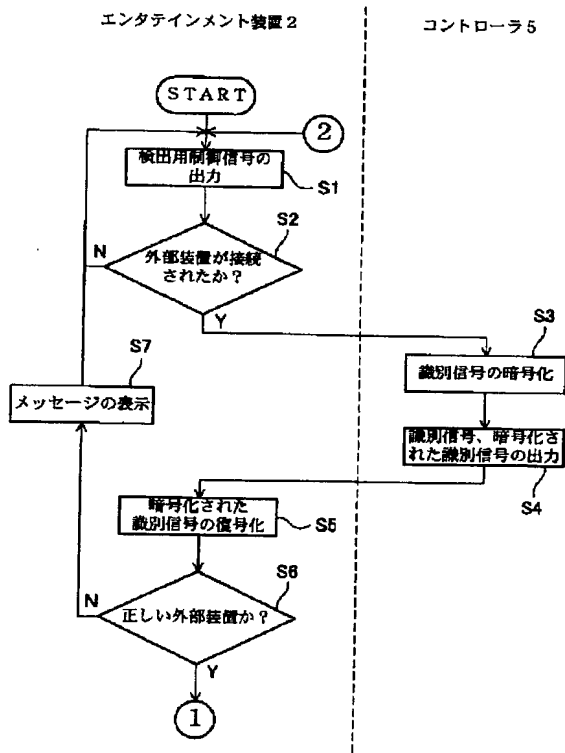 エンタテインメント装置2
コントローラ5
START
2
検出用制御信号の
出力
S1
S2
外部装置が接続
されたか?
N
Y
S3
識別信号の暗号化
S7
メッセージの表示
識別信号、暗号化さ
れた識別信号の出力
S4
暗号化された
識別信号の復号化
S5
S6
正しい外部装置か?
N
Y
1